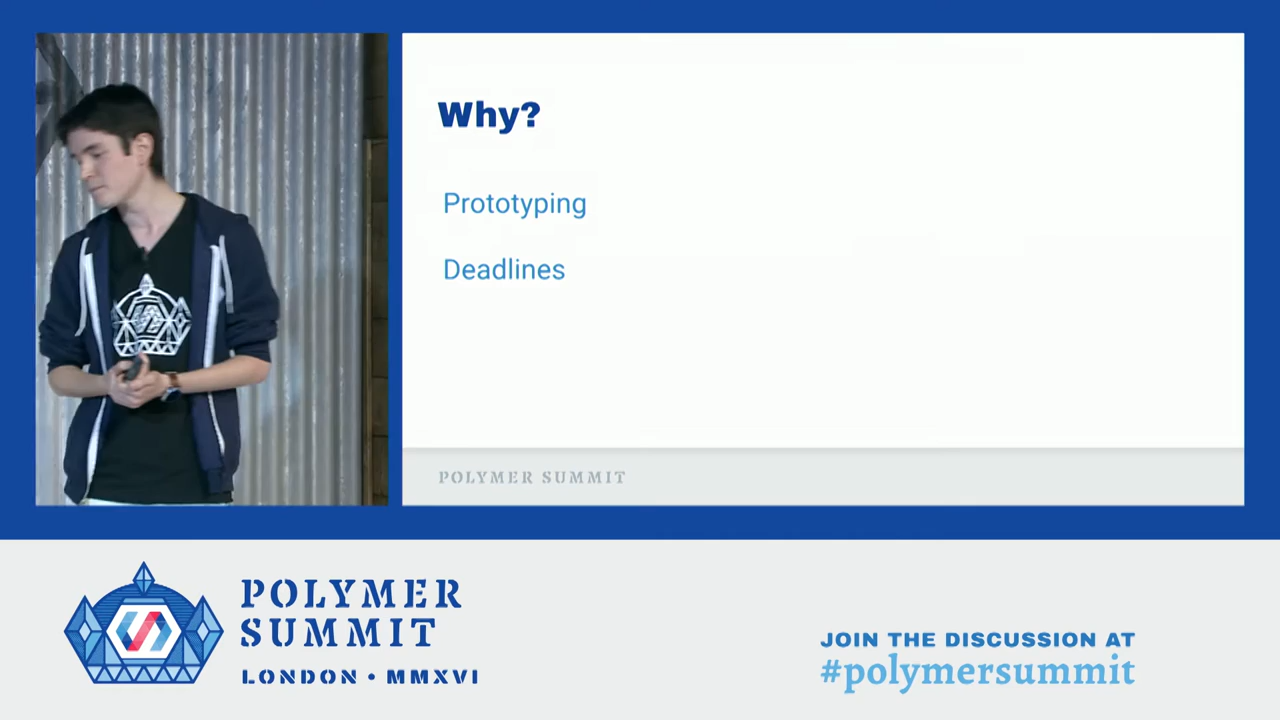 Why?
Prototyping
Deadlines
POLYMER SUMMIT
POLYMER
SUMMIT
LONDON • MMXVI
JOIN THE DISCUSSION AT
#polymersummit